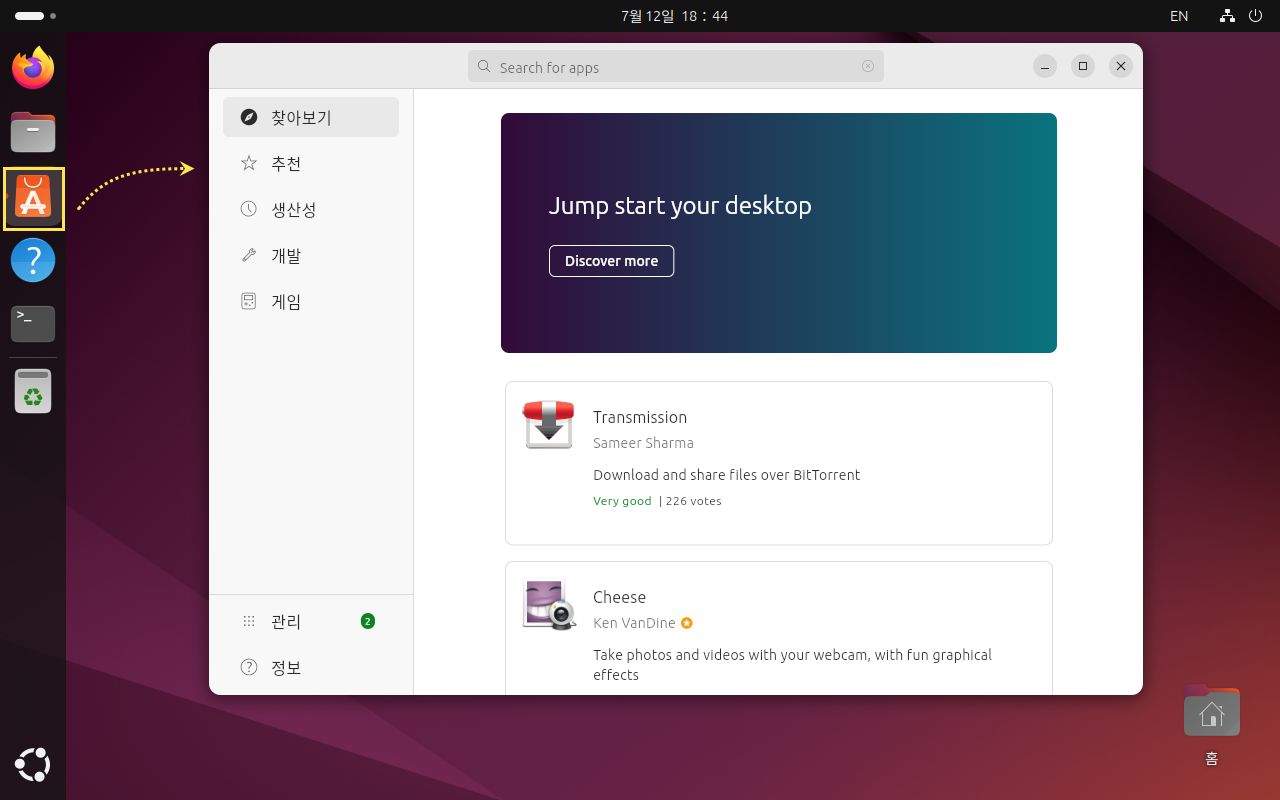 7월 12일 18 : 44
EN
Search for apps
찾아보기
추천
생산성
개발
게임
관리 2
정보
Jump start your desktop
Discover more
Transmission
Sameer Sharma
Download and share files over BitTorrent
Very good | 226 votes
Cheese
Ken VanDine
Take photos and videos with your webcam, with fun graphical
effects
홈